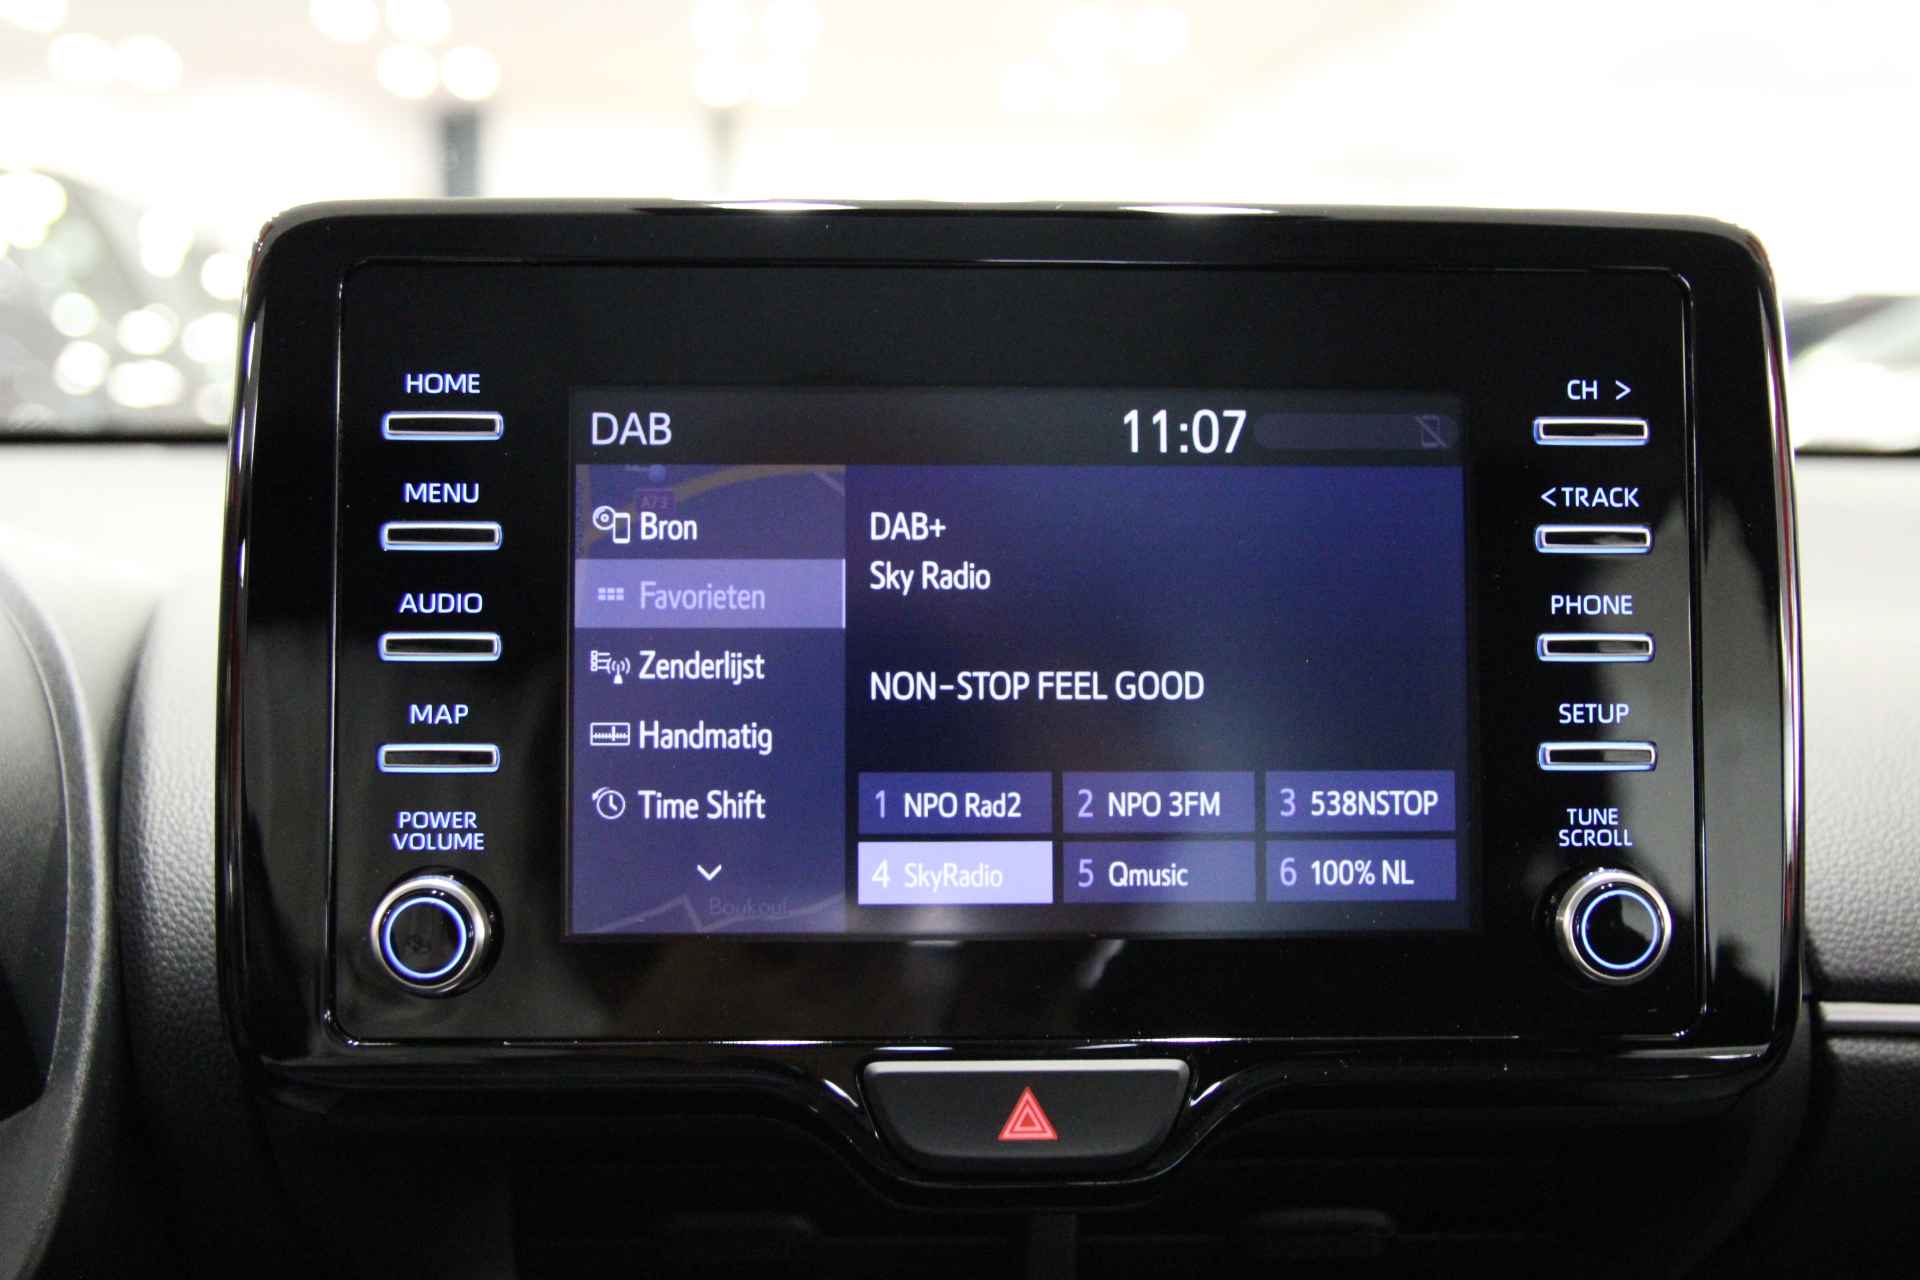 HOME
MENU
AUDIO
MAP
POWER
VOLUME
DAB
11:07
A73
Bron
Favorieten
Zenderlijst
Handmatig
Time Shift
Boukoul
DAB+
Sky Radio
NON-STOP FEEL GOOD
1 NPO Rad2
2 NPO 3FM
3 538NSTOP
4 SkyRadio
5 Qmusic
6 100% NL
CH >
< TRACK
PHONE
SETUP
TUNE
SCROLL